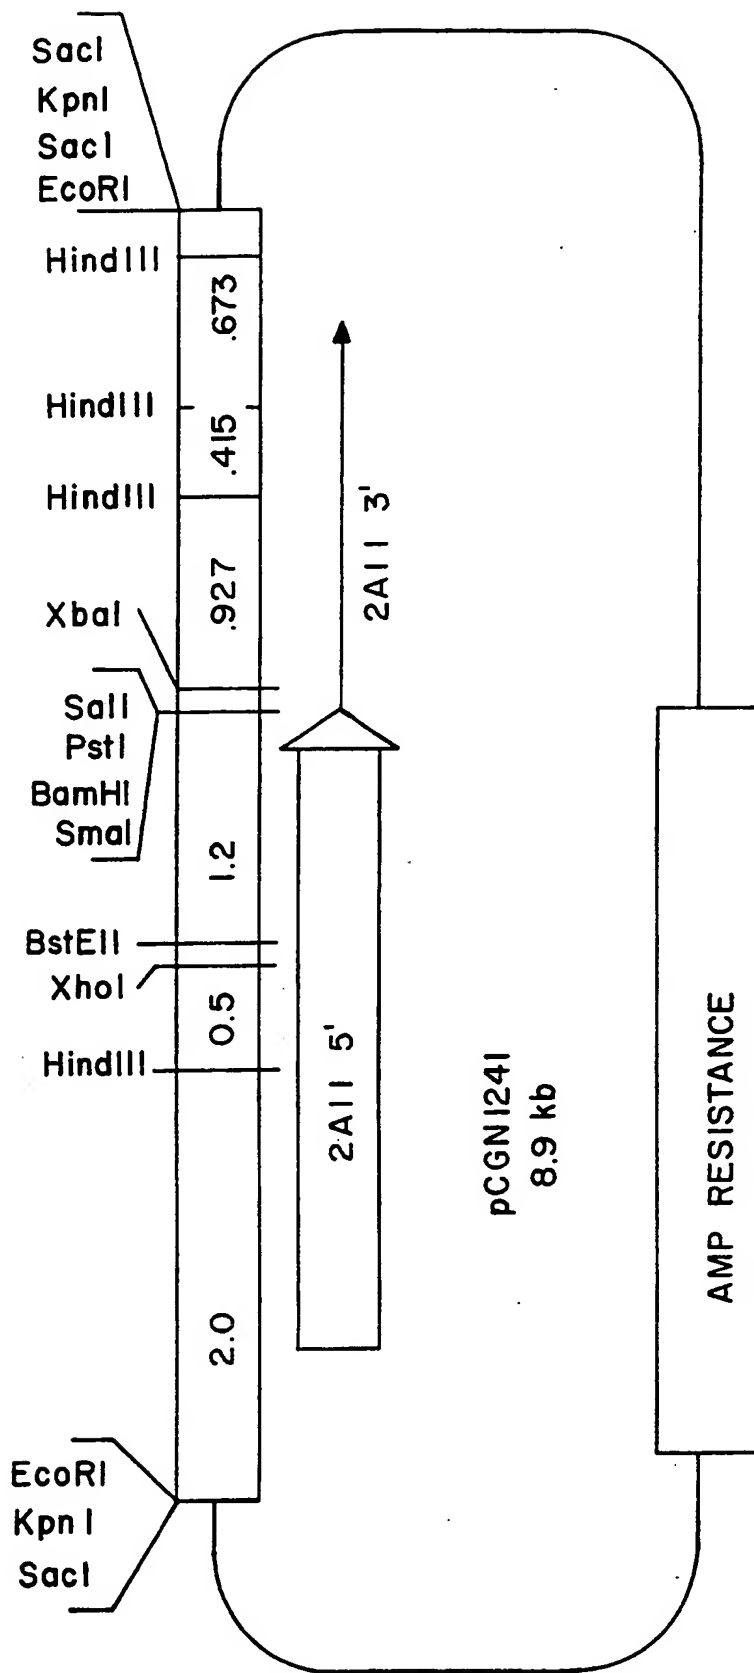 SacI
KpnI
SacI
EcoRI
HindIII
.673
HindIII
.415
HindIII
.927
XbaI
SalI
PstI
BamHI
SmaI
1.2
BstEII
XhoI
0.5
HindIII
2.0
EcoRI
KpnI
SacI
2A11 3'
2A11 5'
pCGN1241
8.9 kb
AMP RESISTANCE